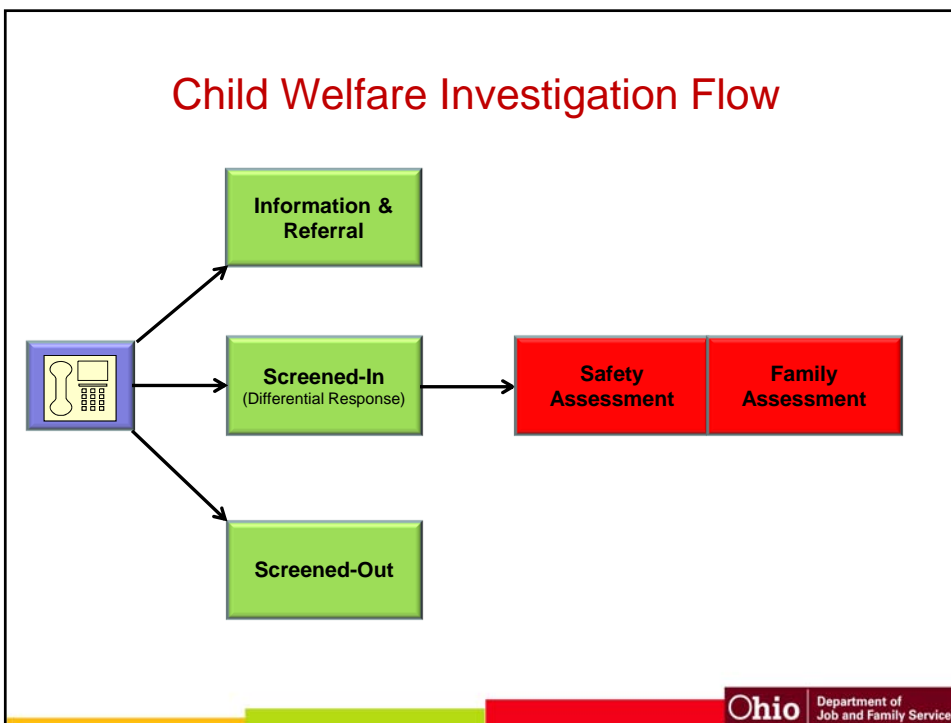 Child Welfare Investigation Flow
Information &
Referral
Screened-In
(Differential Response)
Safety
Assessment
Family
Assessment
Screened-Out
Ohio
Department of
Job and Family Service